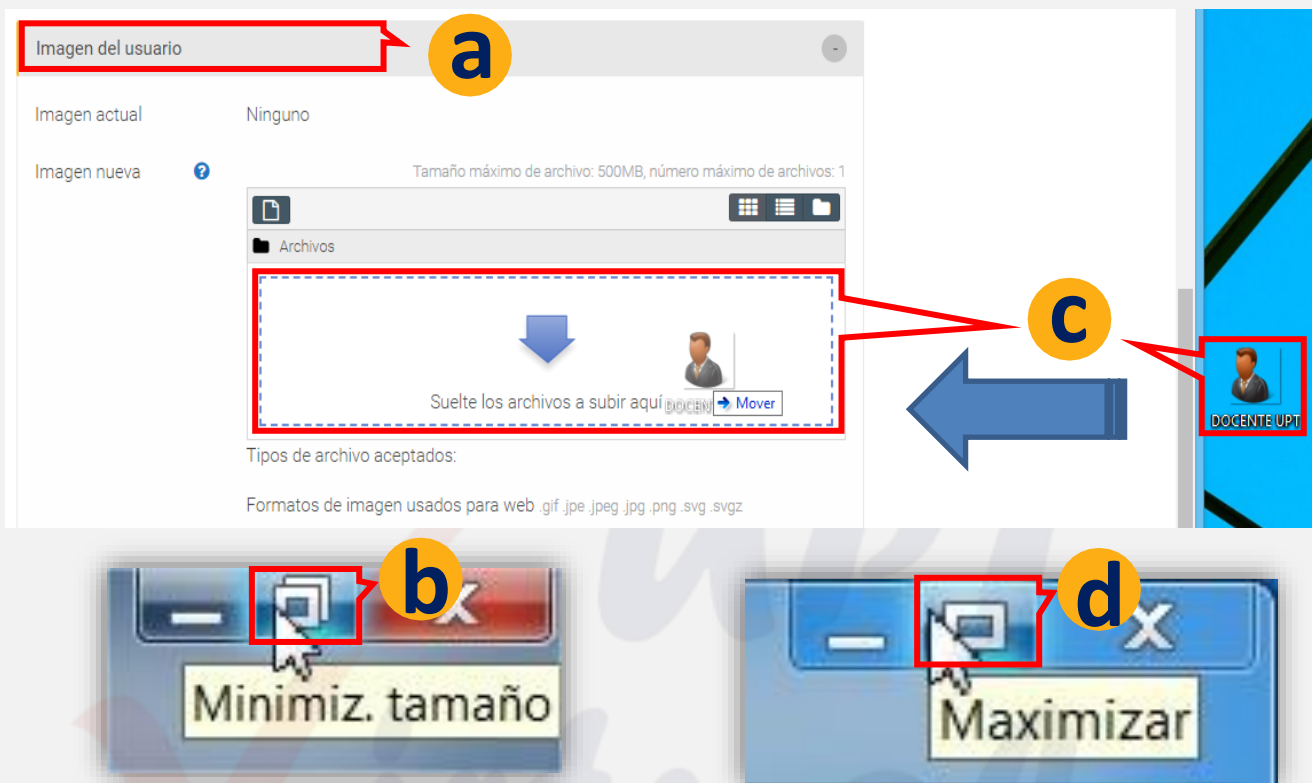 Imagen del usuario
a
-
Imagen actual Ninguno
Imagen nueva ? Tamaño máximo de archivo: 500MB, número máximo de archivos: 1
Archivos
c
Suelte los archivos a subir aquí DOCEN Mover
DOCENTE UPT
Tipos de archivo aceptados:
Formatos de imagen usados para web .gif .jpe .jpeg .jpg .png .svg .svgz
b
Minimiz. tamaño
d
Maximizar
UPT